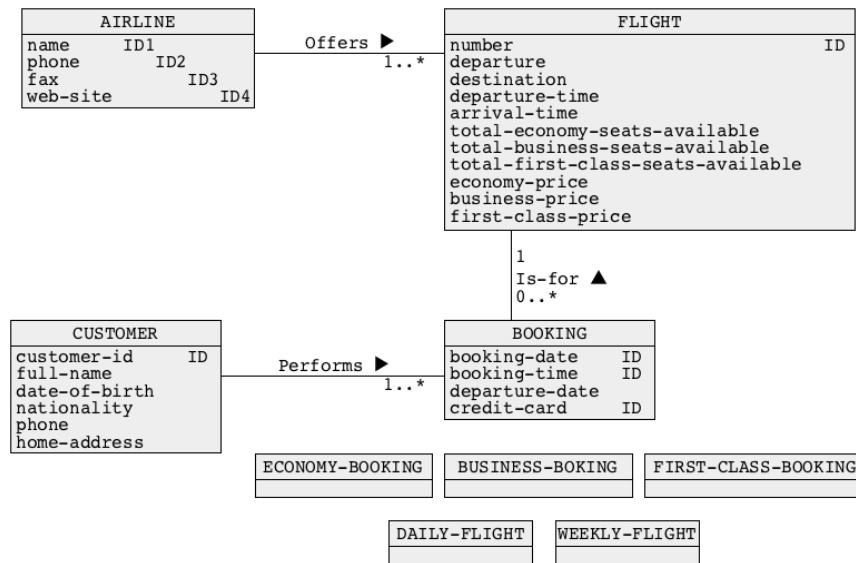 AIRLINE
name ID1
phone ID2
fax ID3
web-site ID4
Offers ▶
1..*
FLIGHT
number ID
departure
destination
departure-time
arrival-time
total-economy-seats-available
total-business-seats-available
total-first-class-seats-available
economy-price
business-price
first-class-price
1
Is-for ▲
0..*
CUSTOMER
customer-id ID
full-name
date-of-birth
nationality
phone
home-address
Performs ▶
1..*
BOOKING
booking-date ID
booking-time ID
departure-date
credit-card ID
ECONOMY-BOOKING
BUSINESS-BOKING
FIRST-CLASS-BOOKING
DAILY-FLIGHT
WEEKLY-FLIGHT